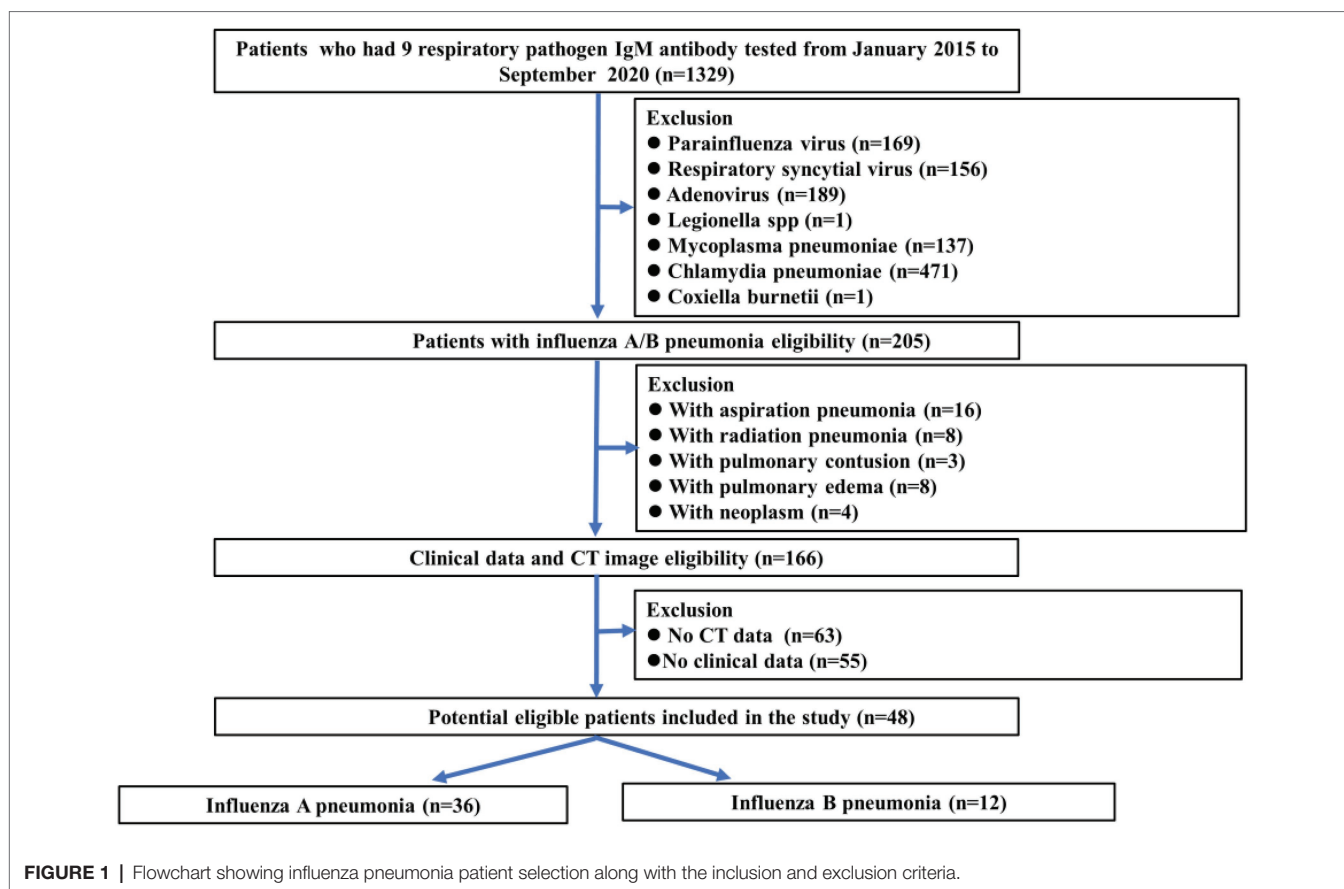 Patients who had 9 respiratory pathogen IgM antibody tested from January 2015 to
September 2020 (n=1329)
Exclusion
● Parainfluenza virus (n=169)
● Respiratory syncytial virus (n=156)
● Adenovirus (n=189)
● Legionella spp (n=1)
● Mycoplasma pneumoniae (n=137)
● Chlamydia pneumoniae (n=471)
● Coxiella burnetii (n=1)
Patients with influenza A/B pneumonia eligibility (n=205)
Exclusion
● With aspiration pneumonia (n=16)
● With radiation pneumonia (n=8)
● With pulmonary contusion (n=3)
● With pulmonary edema (n=8)
● With neoplasm (n=4)
Clinical data and CT image eligibility (n=166)
Exclusion
● No CT data (n=63)
●No clinical data (n=55)
Potential eligible patients included in the study (n=48)
Influenza A pneumonia (n=36)
Influenza B pneumonia (n=12)
FIGURE 1 | Flowchart showing influenza pneumonia patient selection along with the inclusion and exclusion criteria.